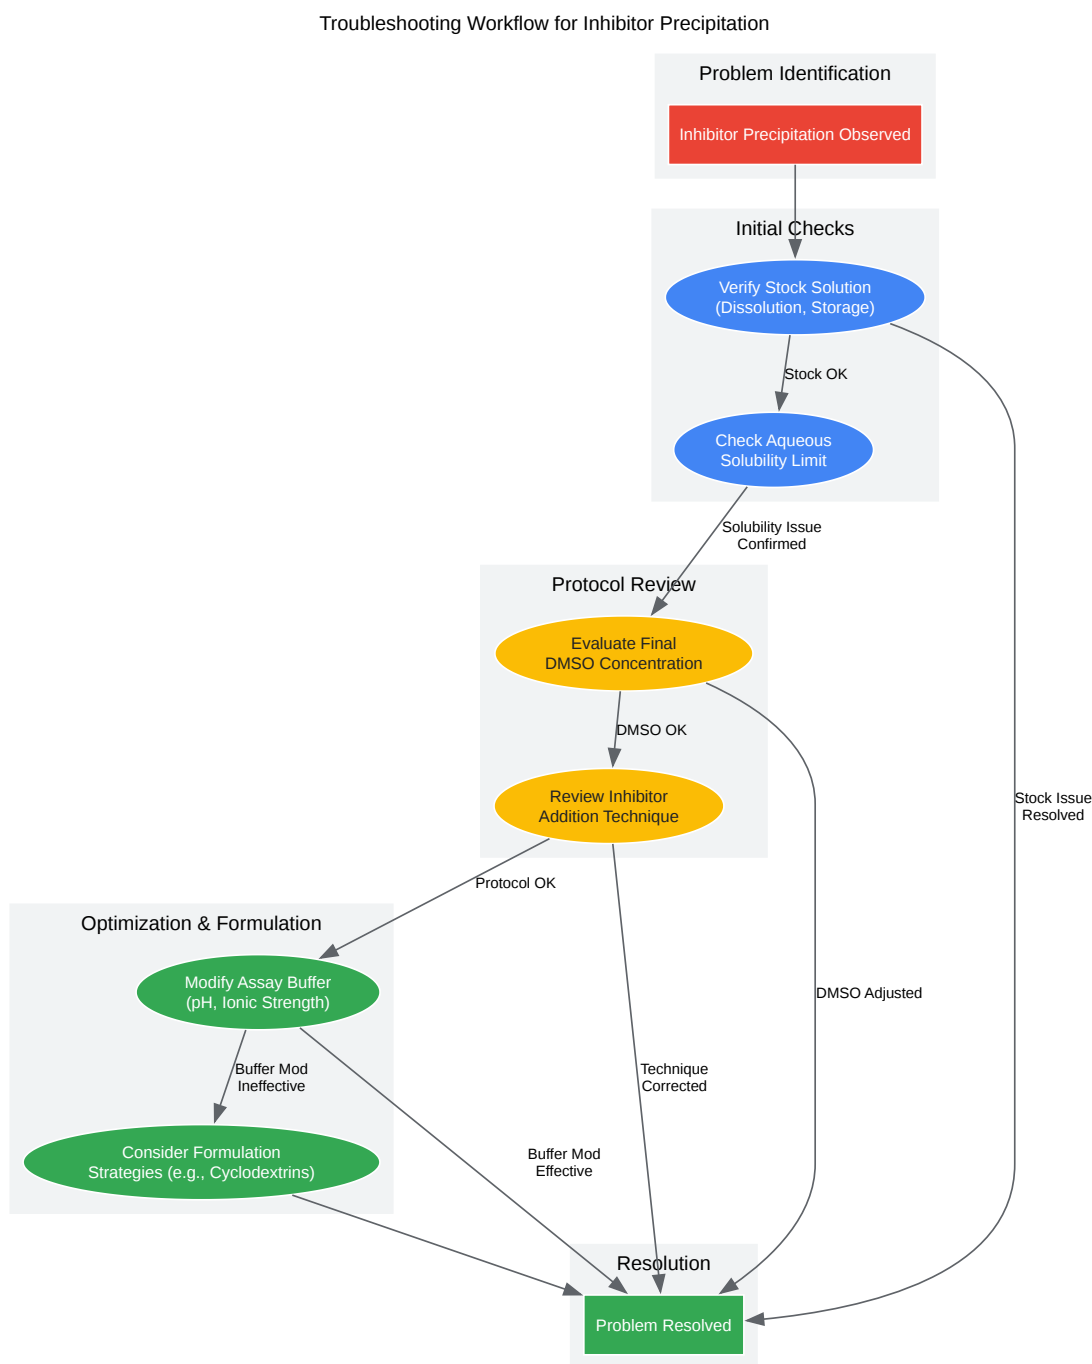 Troubleshooting Workflow for Inhibitor Precipitation
Problem Identification
Inhibitor Precipitation Observed
Initial Checks
Verify Stock Solution
(Dissolution, Storage)
Stock OK
Check Aqueous
Solubility Limit
Solubility Issue
Confirmed
Protocol Review
Evaluate Final
DMSO Concentration
DMSO OK
Review Inhibitor
Addition Technique
Stock Issue
Resolved
Protocol OK
Optimization & Formulation
Modify Assay Buffer
(pH, Ionic Strength)
DMSO Adjusted
Buffer Mod
Ineffective
Technique
Corrected
Consider Formulation
Strategies (e.g., Cyclodextrins)
Buffer Mod
Effective
Resolution
Problem Resolved